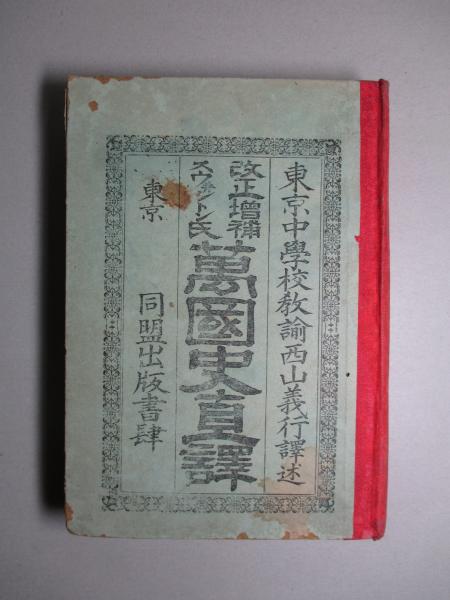 東京中學校教諭西山義行譯述
改正增補
スウヰントン氏
萬國史直譯
東京
同盟出版書肆